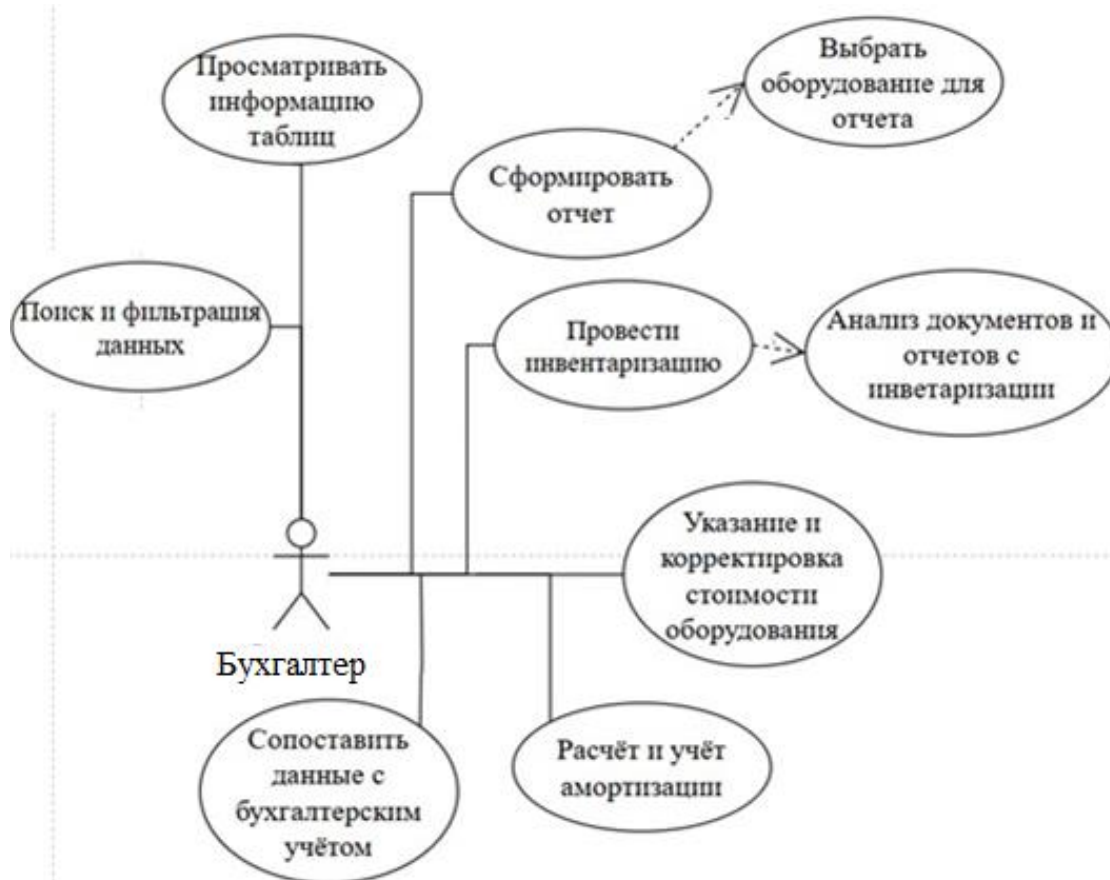 Просматривать
информацию
таблиц
Выбрать
оборудование для
отчета
Сформировать
отчет
Поиск и фильтрация
данных
Провести
инвентаризацию
Анализ документов и
отчетов с
инветаризации
Указание и
корректировка
стоимости
оборудования
Бухгалтер
Сопоставить
данные с
бухгалтерским
учётом
Расчёт и учёт
амортизации